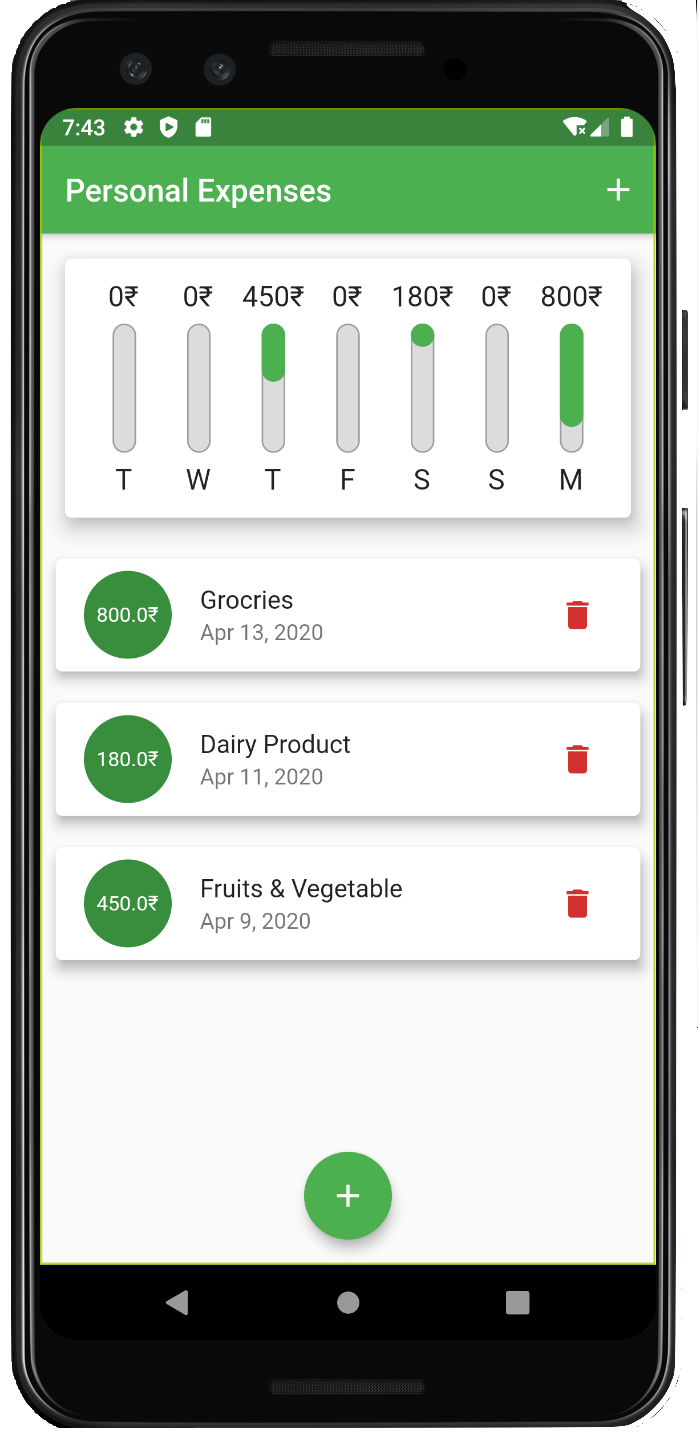 7:43
Personal Expenses +
0₹ 0₹ 450₹ 0₹ 180₹ 0₹ 800₹
T W T F S S M
800.0₹
Grocries
Apr 13, 2020
180.0₹
Dairy Product
Apr 11, 2020
450.0₹
Fruits & Vegetable
Apr 9, 2020
+